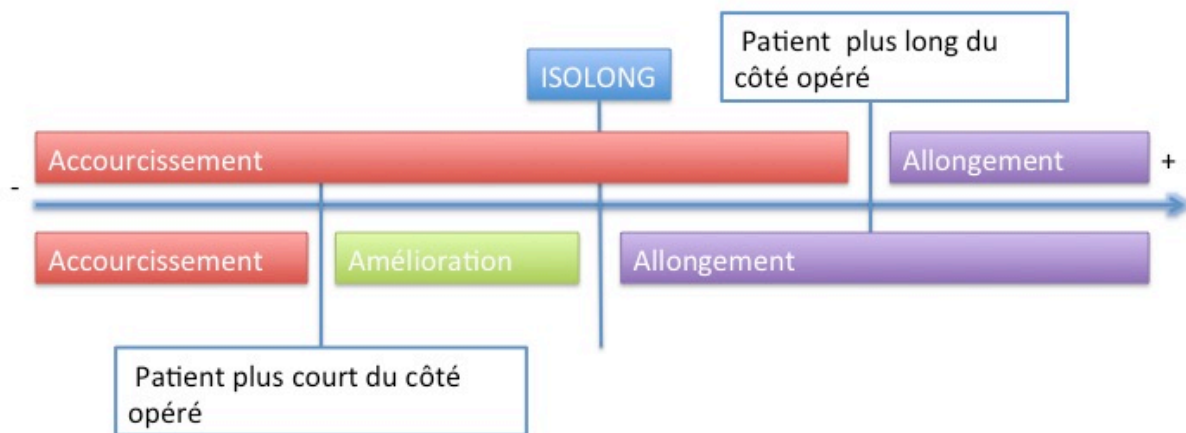 Patient plus long du
côté opéré
ISOLONG
Accourcissement
Allongement
+
-
Accourcissement
Amélioration
Allongement
Patient plus court du côté
opéré